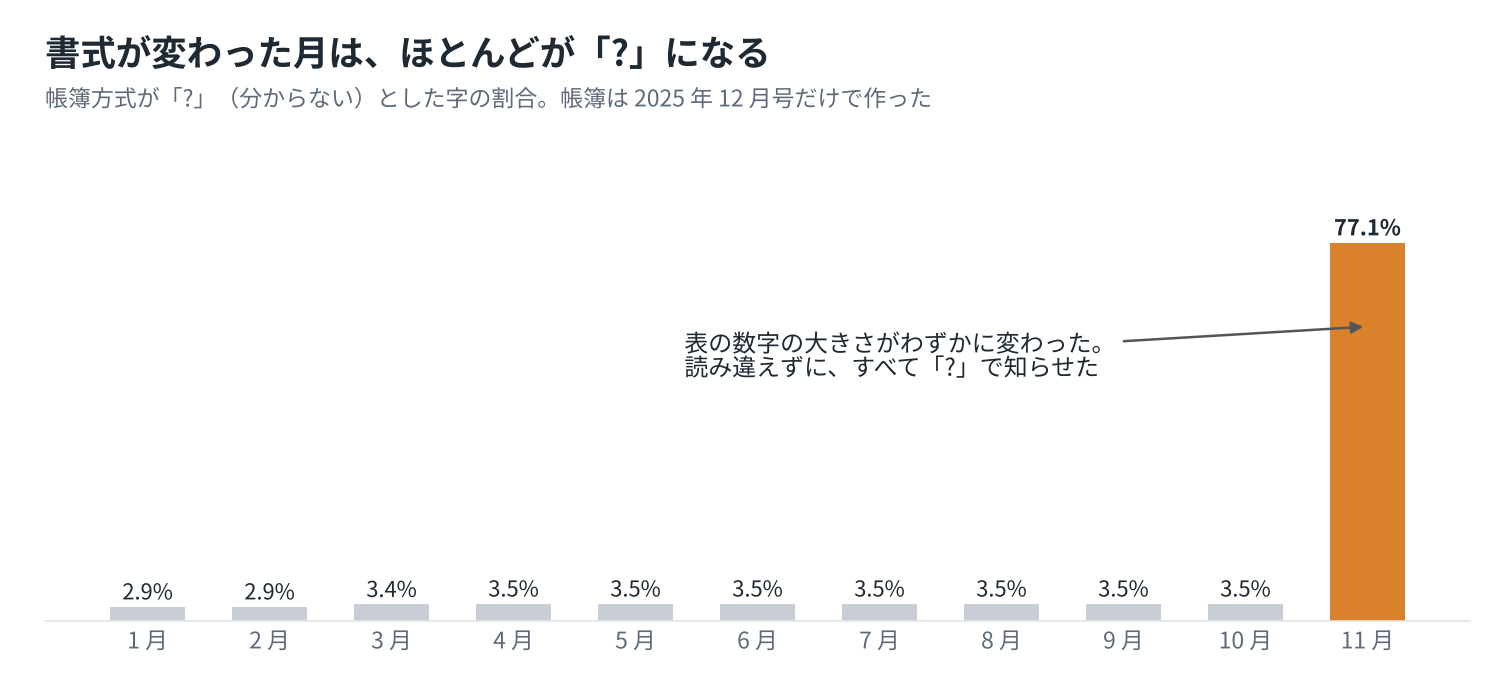 書式が変わった月は、ほとんどが「?」になる
帳簿方式が「?」（分からない）とした字の割合。帳簿は 2025 年 12 月号だけで作った
77.1%
表の数字の大きさがわずかに変わった。
読み違えずに、すべて「?」で知らせた
2.9%
2.9%
3.4%
3.5%
3.5%
3.5%
3.5%
3.5%
3.5%
3.5%
1 月
2 月
3 月
4 月
5 月
6 月
7 月
8 月
9 月
10 月
11 月